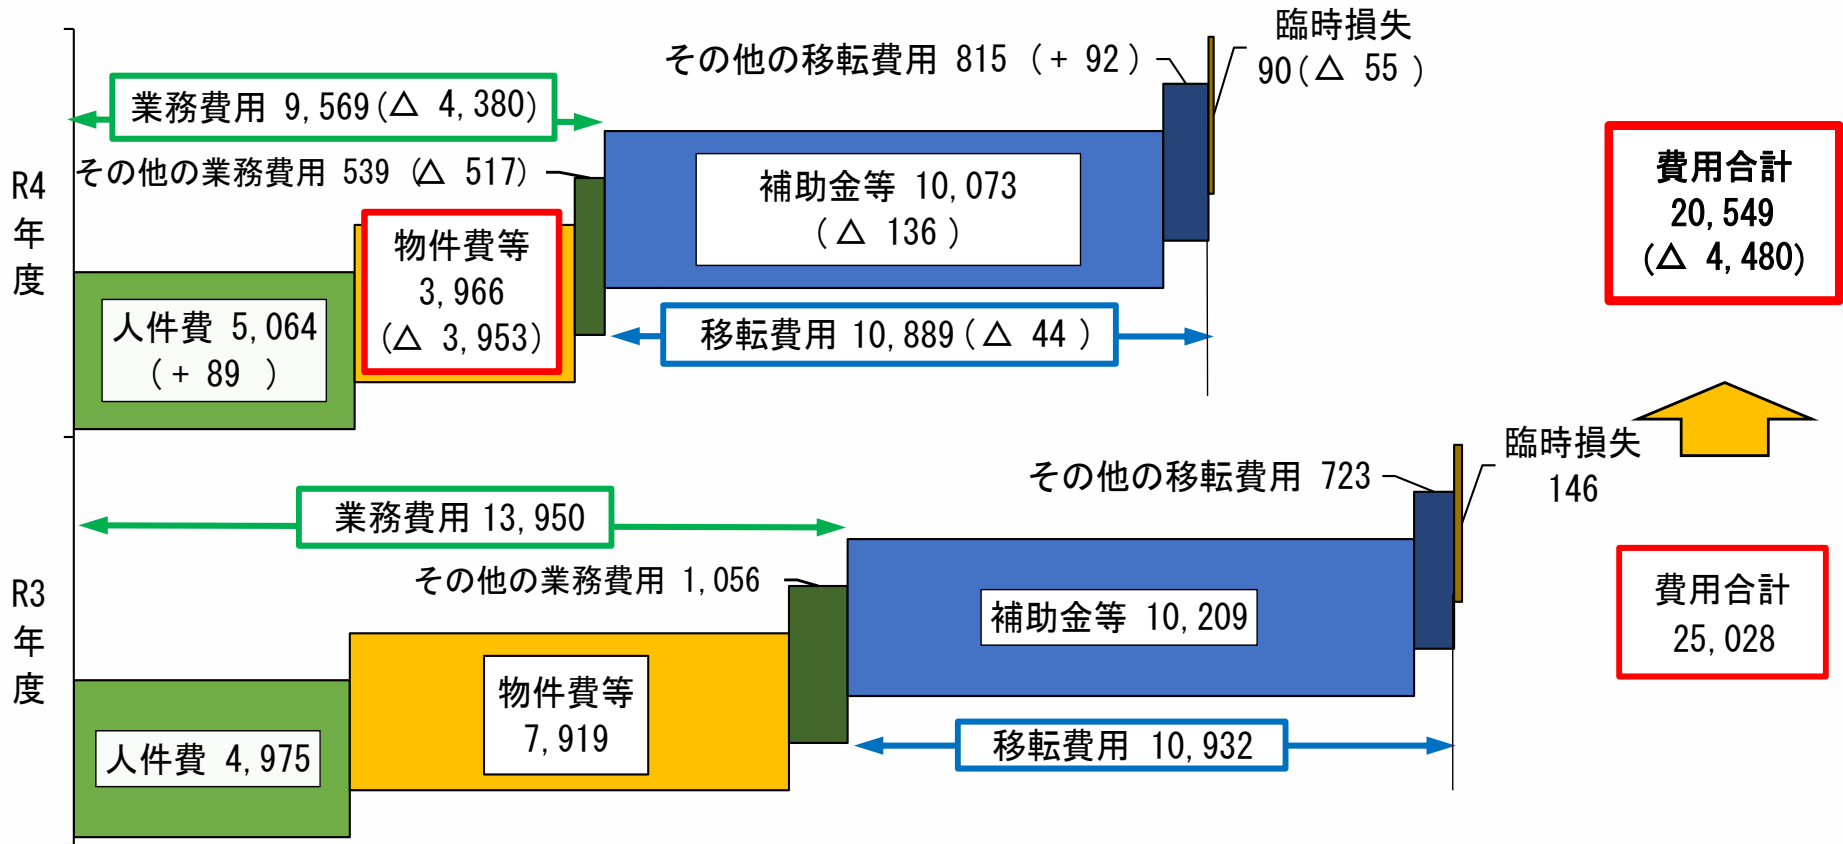 R4
年
度
業務費用 9,569(△ 4,380)
その他の業務費用 539 (△ 517)
人件費 5,064
(+ 89 )
物件費等
3,966
(△ 3,953)
補助金等 10,073
(△ 136 )
移転費用 10,889(△ 44 )
その他の移転費用 815 (+ 92 )
臨時損失
90(△ 55 )
費用合計
20,549
(△ 4,480)
R3
年
度
業務費用 13,950
その他の業務費用 1,056
人件費 4,975
物件費等
7,919
補助金等 10,209
移転費用 10,932
その他の移転費用 723
臨時損失
146
費用合計
25,028